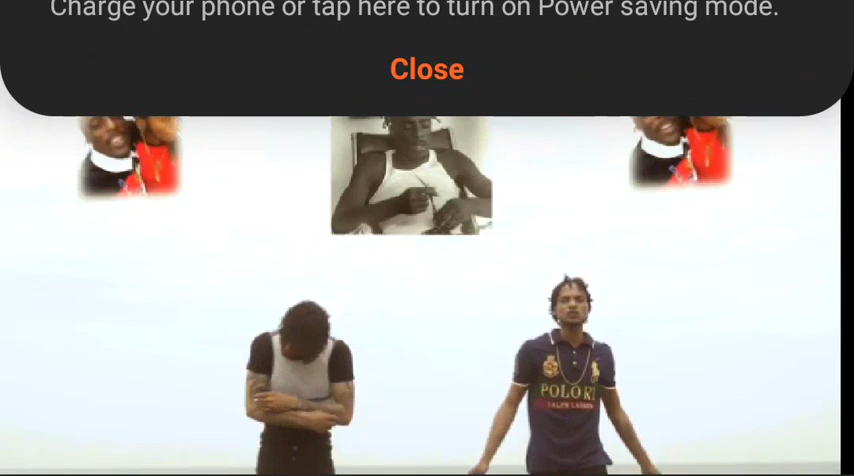 Charge your phone or tap here to turn on Power saving mode.
Close
POLO R
RALPH LAUREN